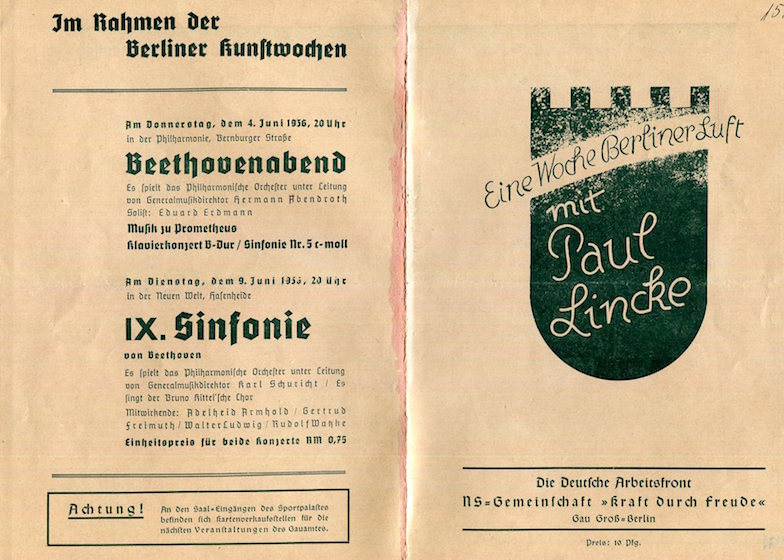 Im Rahmen der
Berliner Kunstwochen
Am Donnerstag, dem 4. Juni 1936, 20 Uhr
in der Philharmonie, Bernburger Straße
Beethovenabend
Es spielt das Philharmonische Orchester unter Leitung
von Generalmusikdirektor Hermann Abendroth
Solist: Eduard Erdmann
Musik zu Prometheus
Klavierkonzert B-Dur / Sinfonie Nr. 5 c-moll
Am Dienstag, dem 9. Juni 1936, 20 Uhr
in der Neuen Welt, Hasenheide
IX. Sinfonie
von Beethoven
Es spielt das Philharmonische Orchester unter Leitung
von Generalmusikdirektor Karl Schuricht / Es
singt der Bruno Kittel'sche Chor
Mitwirkende: Adelheid Armhold / Gertrud
Freimuth / Walter Ludwig / Rudolf Watzke
Einheitspreis für beide Konzerte RM 0,75
Achtung!
An den Saal-Eingängen des Sportpalastes
befinden sich Kartenverkaufsstellen für die
nächsten Veranstaltungen des Gauamtes.
15.
Eine Woche Berliner Luft
mit
Paul
Lincke
Die Deutsche Arbeitsfront
NS=Gemeinschaft »Kraft durch Freude«
Gau Groß=Berlin
Preis: 10 Pfg.